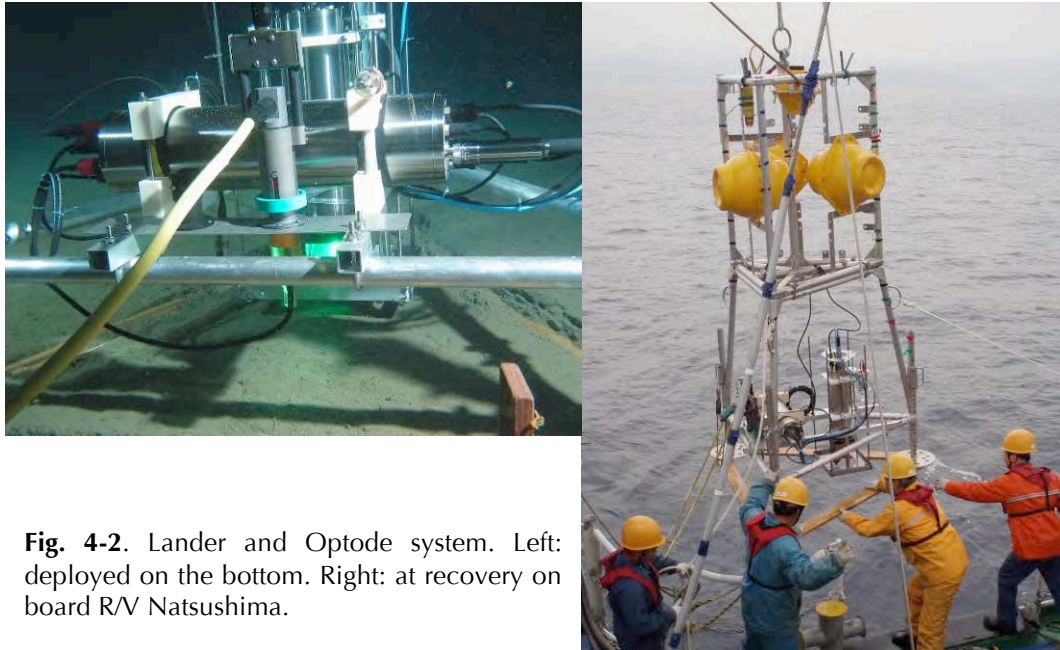 Fig. 4-2. Lander and Optode system. Left:
deployed on the bottom. Right: at recovery on
board R/V Natsushima.